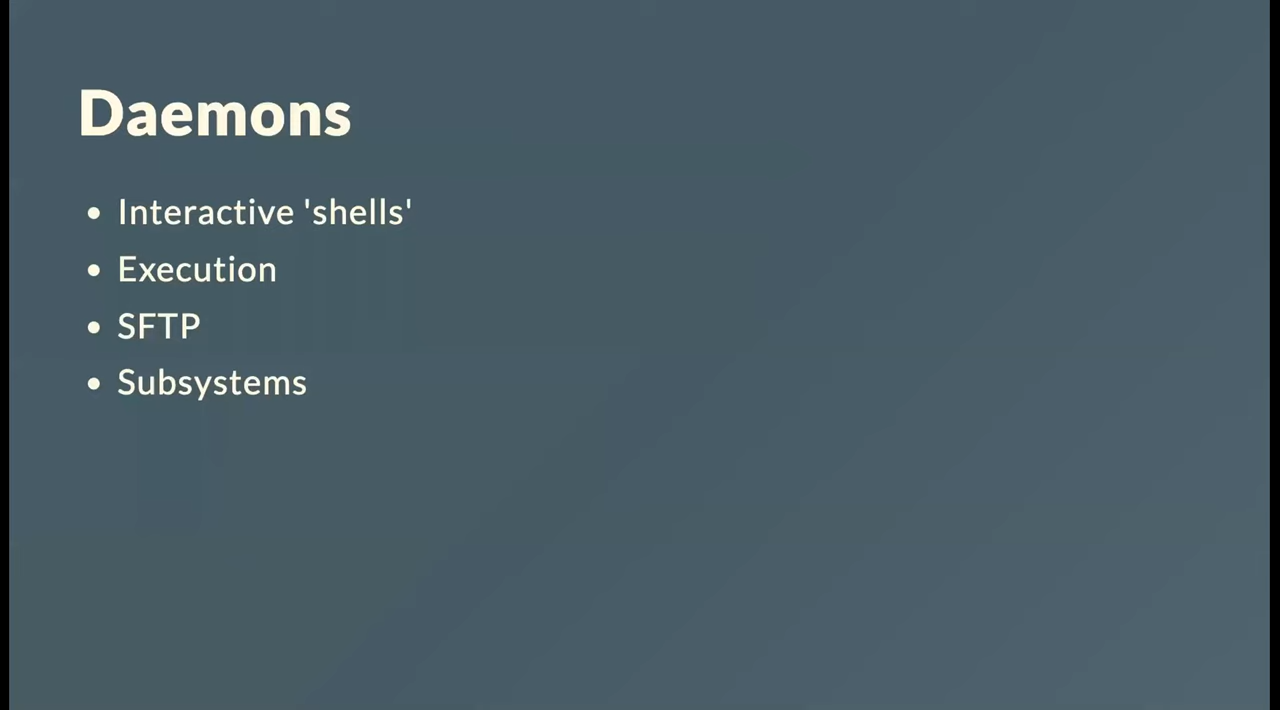 Daemons
• Interactive 'shells'
• Execution
• SFTP
• Subsystems